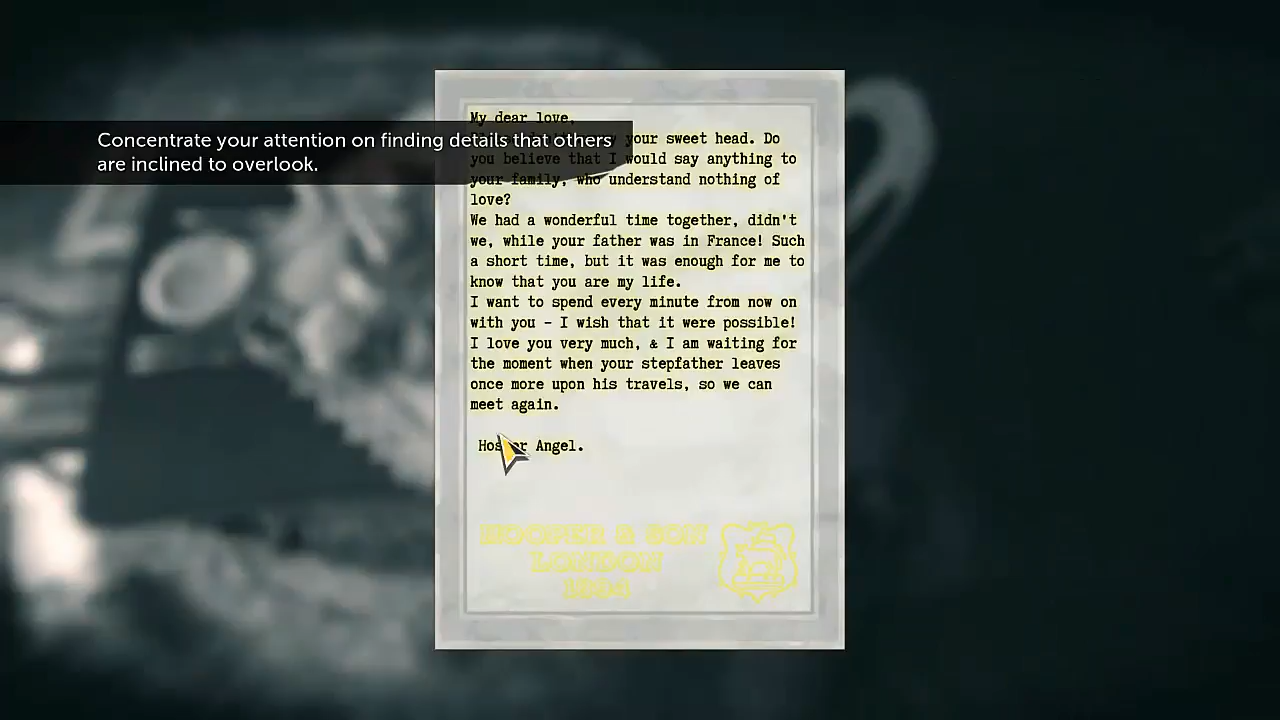 My dear love,
Concentrate your attention on finding details that others
are inclined to overlook.
your sweet head. Do
you believe that I would say anything to
your family, who understand nothing of
love?
We had a wonderful time together, didn't
we, while your father was in France! Such
a short time, but it was enough for me to
know that you are my life.
I want to spend every minute from now on
with you - I wish that it were possible!
I love you very much, & I am waiting for
the moment when your stepfather leaves
once more upon his travels, so we can
meet again.
Angel.
HOOPER & SON
LONDON